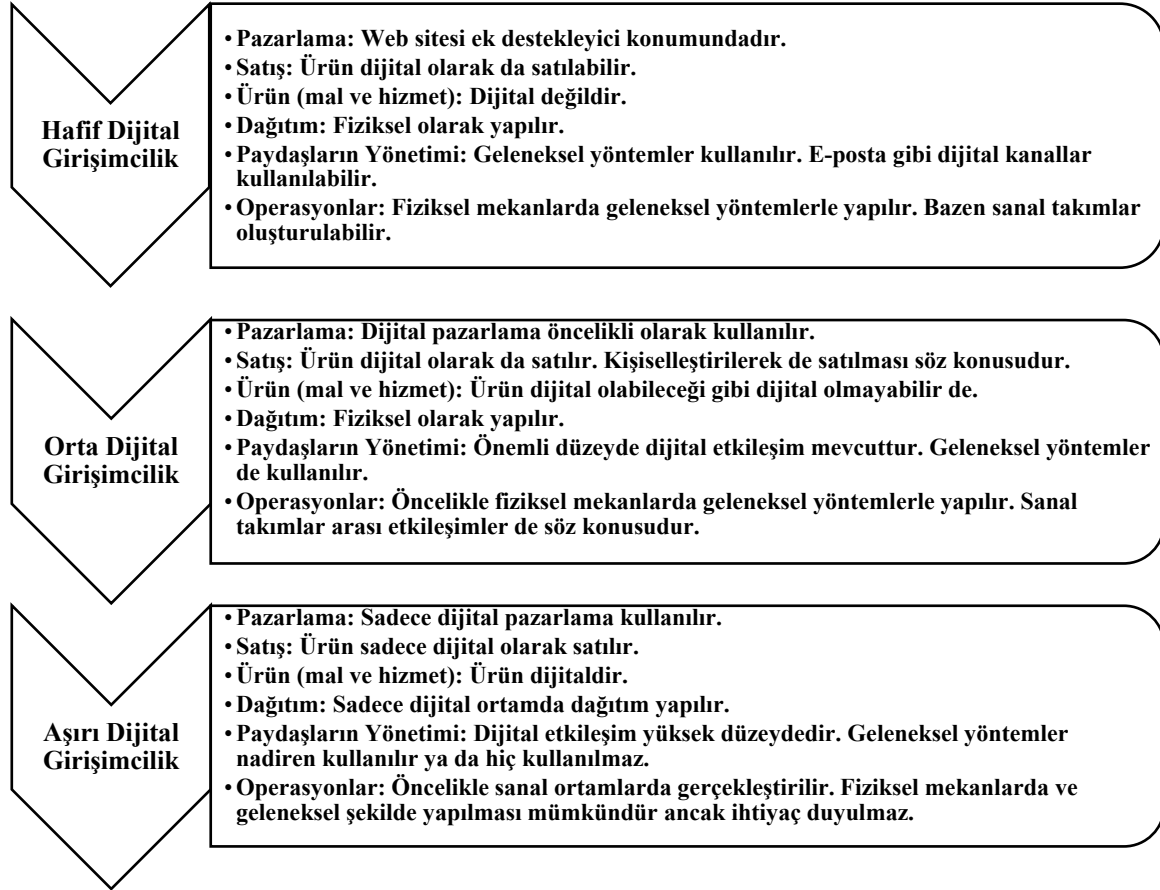 Hafif Dijital
Girişimcilik
• Pazarlama: Web sitesi ek destekleyici konumundadır.
• Satış: Ürün dijital olarak da satılabilir.
• Ürün (mal ve hizmet): Dijital değildir.
• Dağıtım: Fiziksel olarak yapılır.
• Paydaşların Yönetimi: Geleneksel yöntemler kullanılır. E-posta gibi dijital kanallar
kullanılabilir.
• Operasyonlar: Fiziksel mekanlarda geleneksel yöntemlerle yapılır. Bazen sanal takımlar
oluşturulabilir.
Orta Dijital
Girişimcilik
• Pazarlama: Dijital pazarlama öncelikli olarak kullanılır.
• Satış: Ürün dijital olarak da satılır. Kişiselleştirilerek de satılması söz konusudur.
• Ürün (mal ve hizmet): Ürün dijital olabileceği gibi dijital olmayabilir de.
• Dağıtım: Fiziksel olarak yapılır.
• Paydaşların Yönetimi: Önemli düzeyde dijital etkileşim mevcuttur. Geleneksel yöntemler
de kullanılır.
• Operasyonlar: Öncelikle fiziksel mekanlarda geleneksel yöntemlerle yapılır. Sanal
takımlar arası etkileşimler de söz konusudur.
Aşırı Dijital
Girişimcilik
• Pazarlama: Sadece dijital pazarlama kullanılır.
• Satış: Ürün sadece dijital olarak satılır.
• Ürün (mal ve hizmet): Ürün dijitaldir.
• Dağıtım: Sadece dijital ortamda dağıtım yapılır.
• Paydaşların Yönetimi: Dijital etkileşim yüksek düzeydedir. Geleneksel yöntemler
nadiren kullanılır ya da hiç kullanılmaz.
• Operasyonlar: Öncelikle sanal ortamlarda gerçekleştirilir. Fiziksel mekanlarda ve
geleneksel şekilde yapılması mümkündür ancak ihtiyaç duyulmaz.